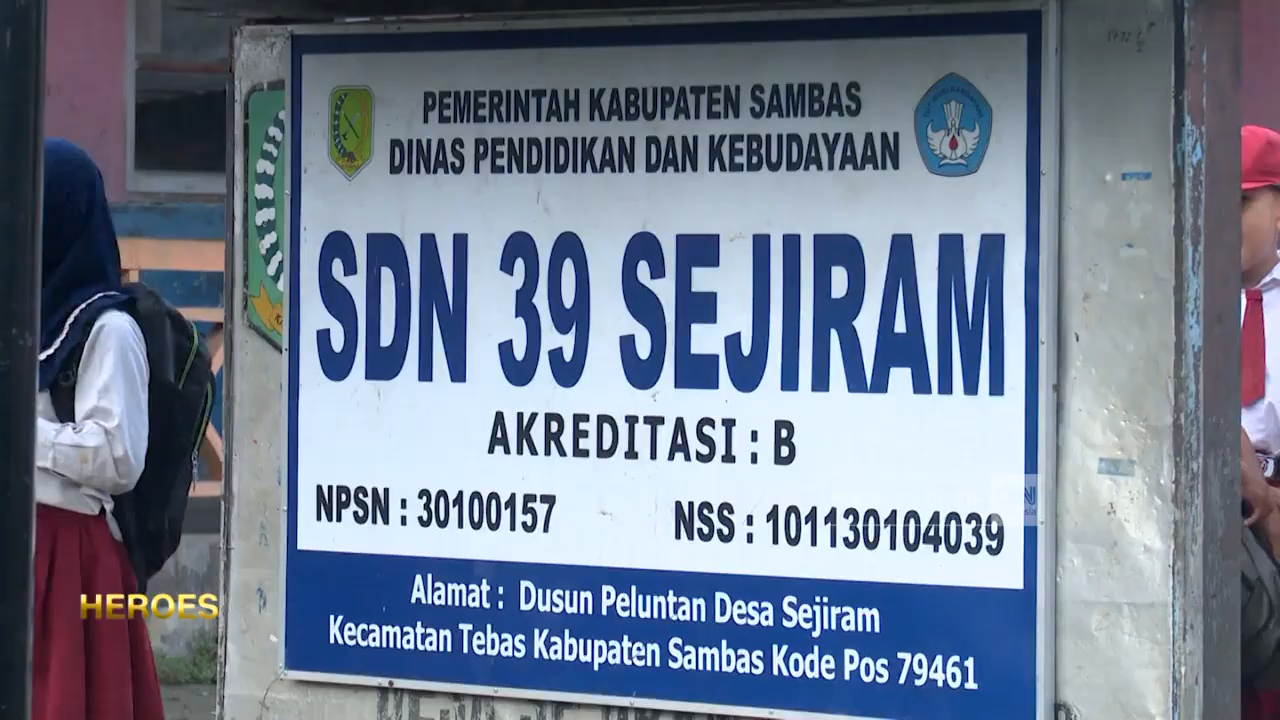 PEMERINTAH KABUPATEN SAMBAS
DINAS PENDIDIKAN DAN KEBUDAYAAN
SDN 39 SEJIRAM
AKREDITASI : B
NPSN : 30100157
NSS : 101130104039
Alamat : Dusun Peluntan Desa Sejiram
Kecamatan Tebas Kabupaten Sambas Kode Pos 79461
HEROES